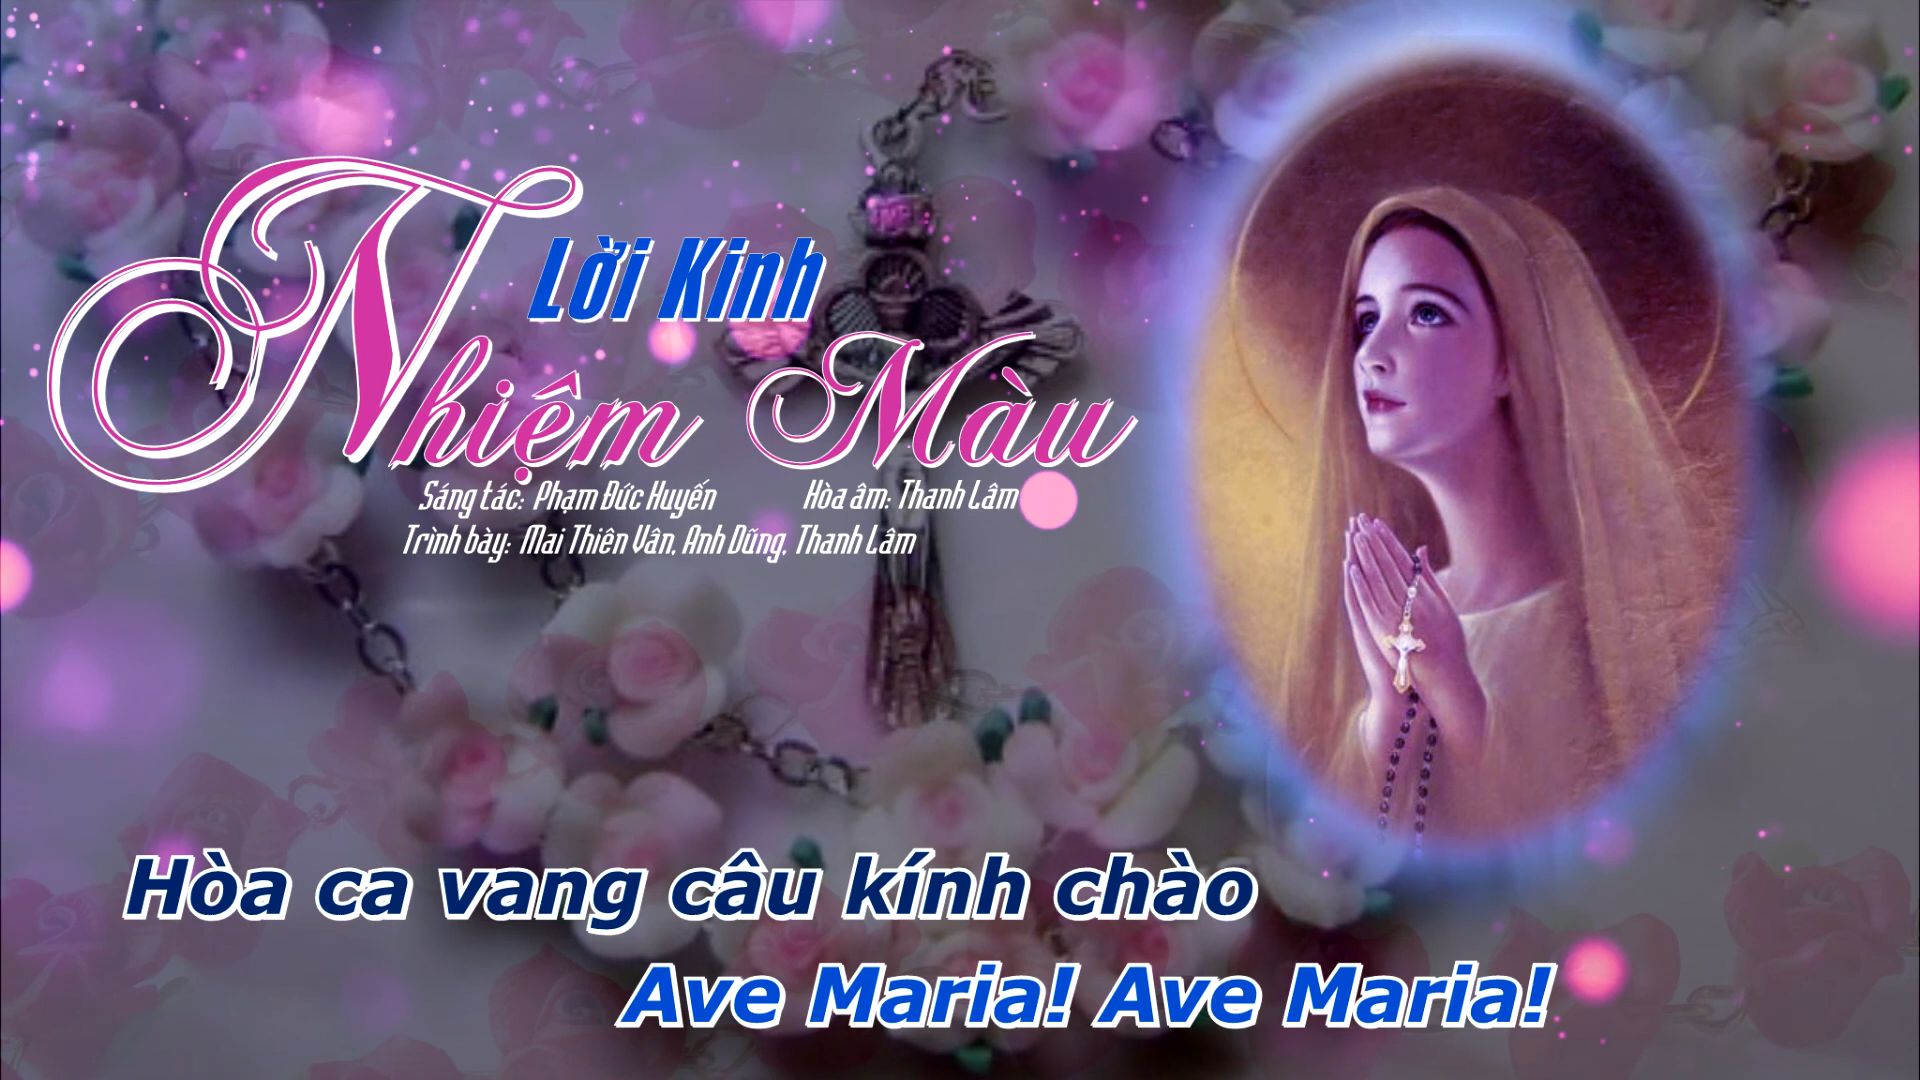 Lời Kinh
Nhiệm Màu
Sáng tác: Phạm Đức Huyến Hòa âm: Thanh Lâm
Trình bày: Mai Thiên Vân, Anh Dũng, Thanh Lâm
Hòa ca vang câu kính chào
Ave Maria! Ave Maria!